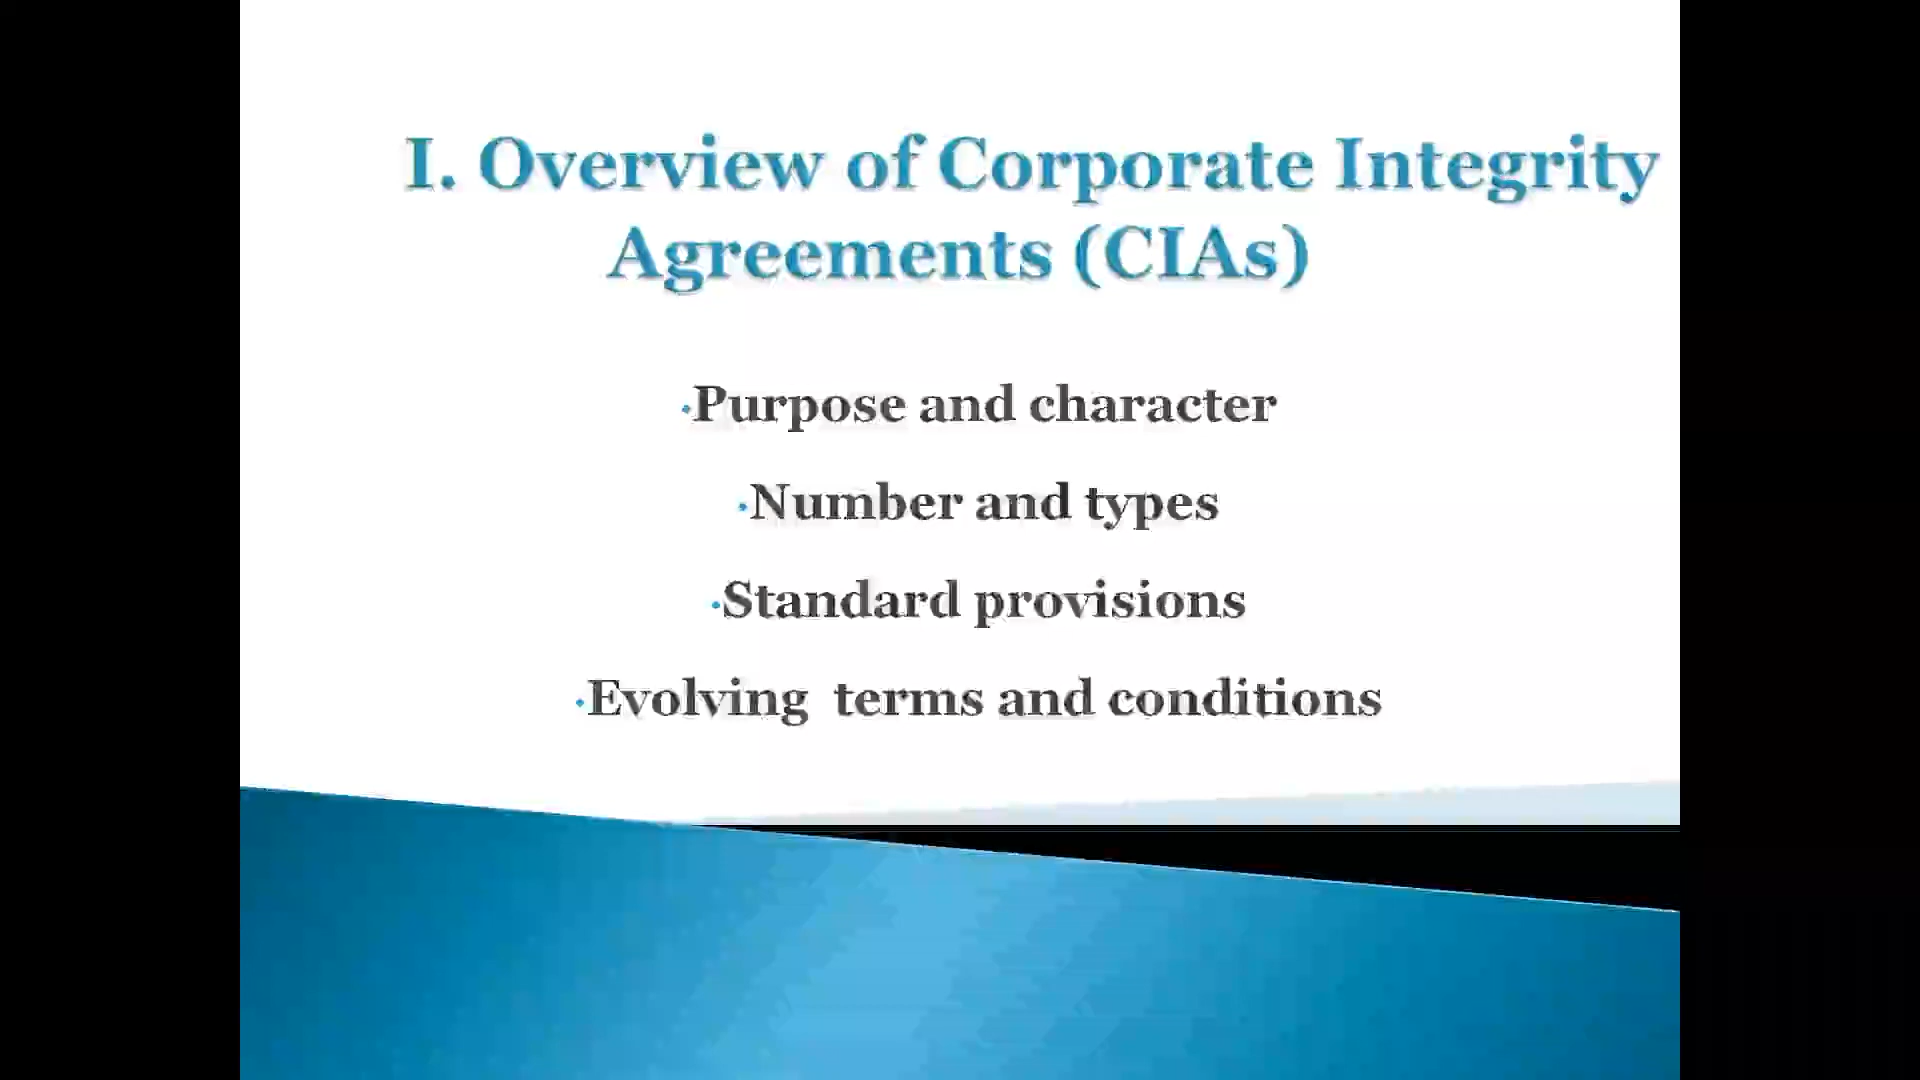 I. Overview of Corporate Integrity
Agreements (CIAs)
·Purpose and character
·Number and types
·Standard provisions
·Evolving  terms and conditions